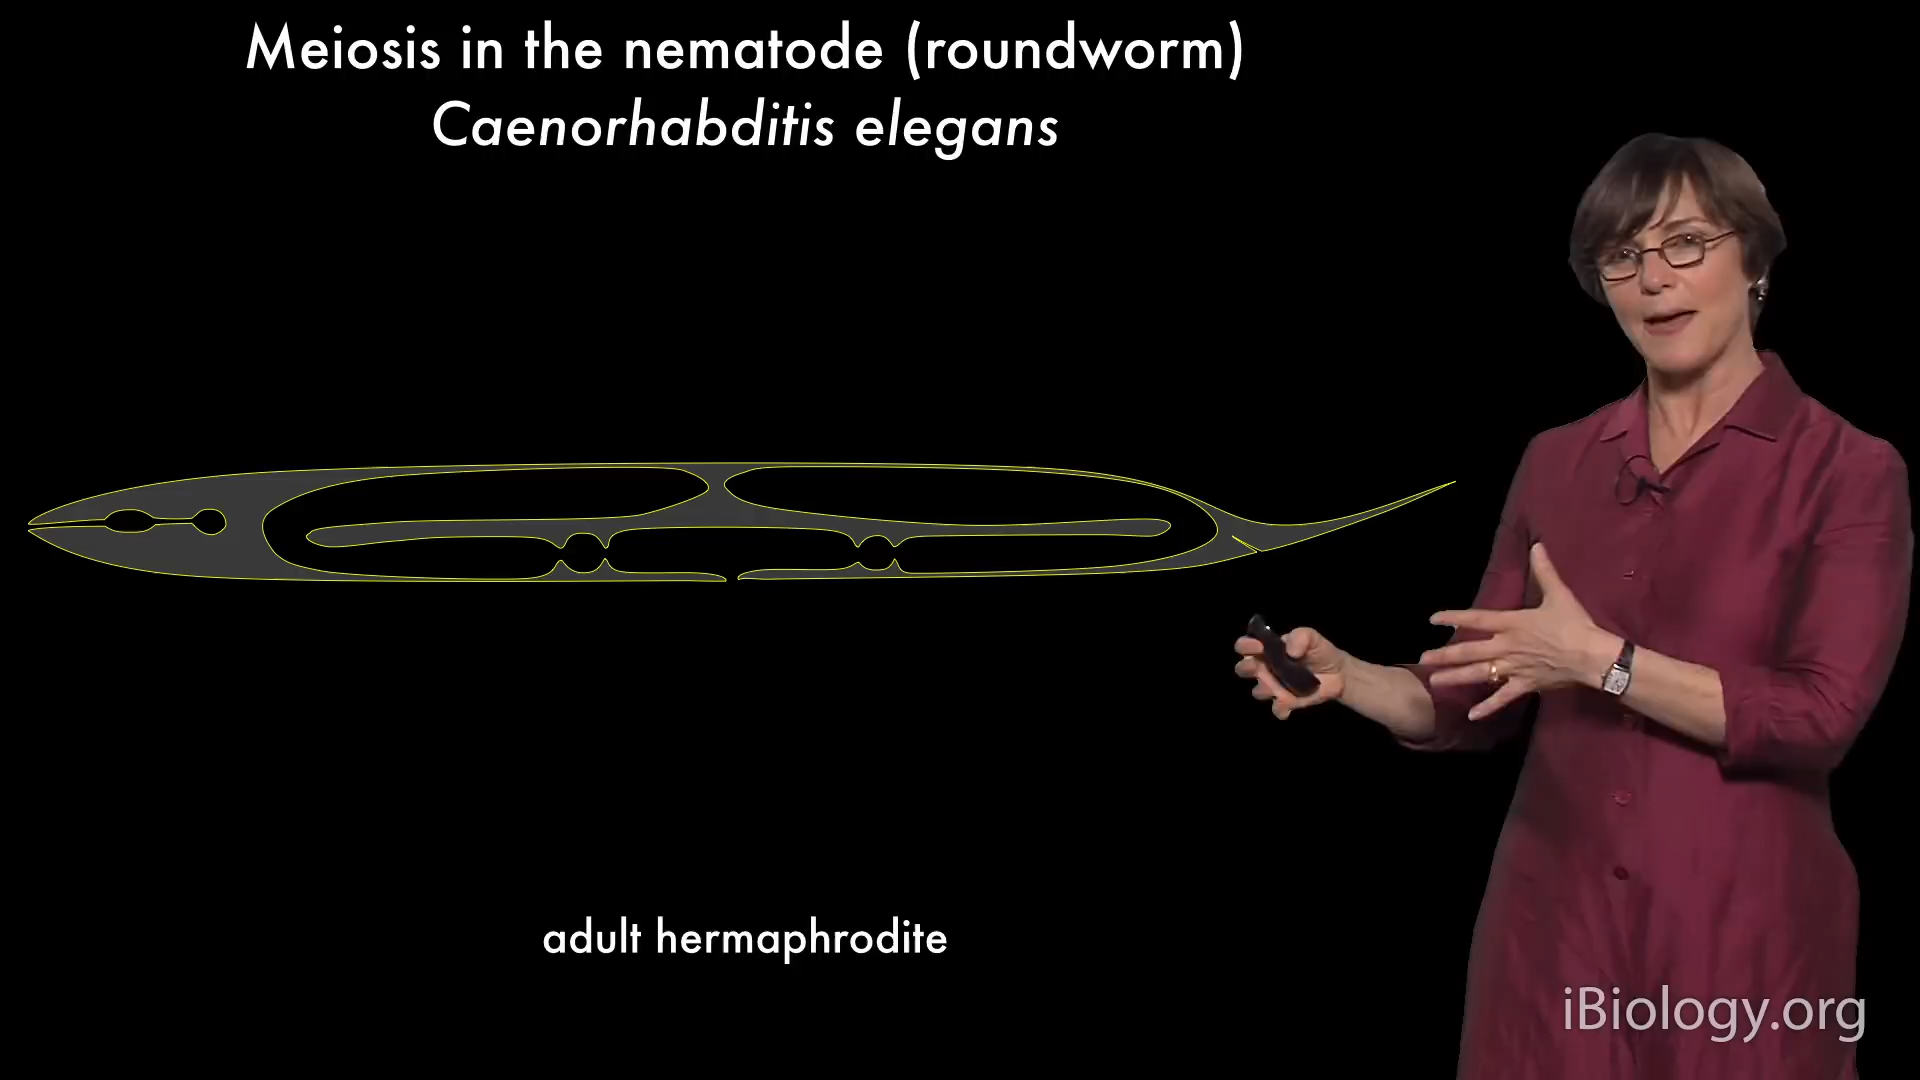 Meiosis in the nematode (roundworm)
Caenorhabditis elegans
adult hermaphrodite
iBiology.org